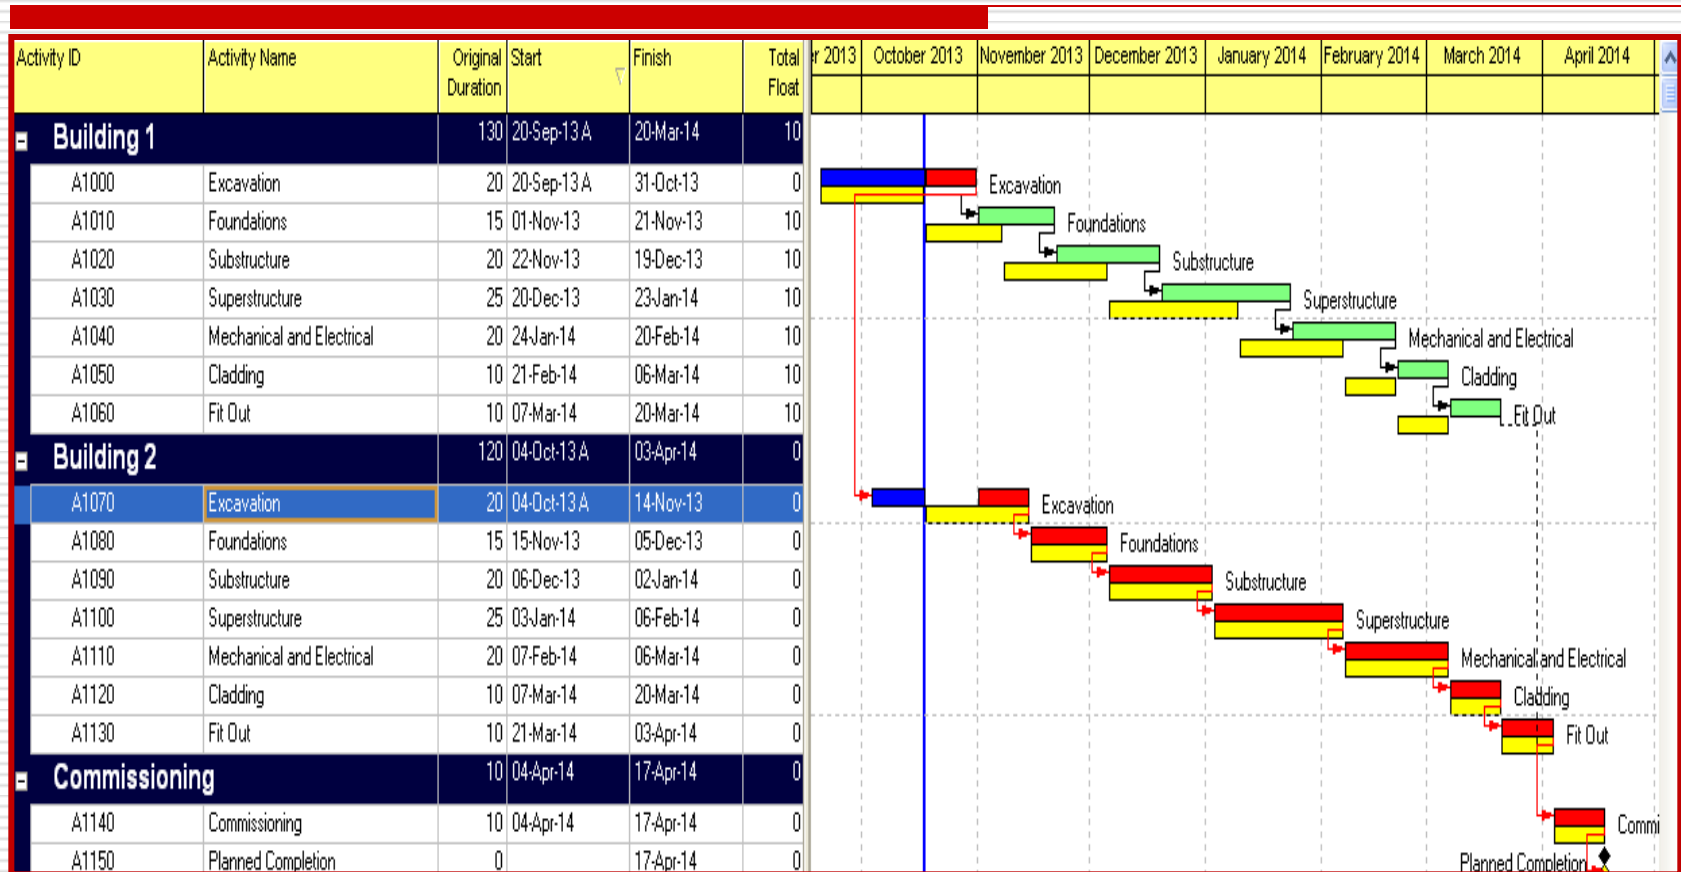 Activity ID Activity Name Original Duration Start Finish Total Float r 2013 October 2013 November 2013 December 2013 January 2014 February 2014 March 2014 April 2014
Building 1 130 20-Sep-13 A 20-Mar-14 10
A1000 Excavation 20 20-Sep-13 A 31-Oct-13 0 Excavation
A1010 Foundations 15 01-Nov-13 21-Nov-13 10 Foundations
A1020 Substructure 20 22-Nov-13 19-Dec-13 10 Substructure
A1030 Superstructure 25 20-Dec-13 23-Jan-14 10 Superstructure
A1040 Mechanical and Electrical 20 24-Jan-14 20-Feb-14 10 Mechanical and Electrical
A1050 Cladding 10 21-Feb-14 06-Mar-14 10 Cladding
A1060 Fit Out 10 07-Mar-14 20-Mar-14 10 Fit Out
Building 2 120 04-Oct-13 A 03-Apr-14 0
A1070 Excavation 20 04-Oct-13 A 14-Nov-13 0 Excavation
A1080 Foundations 15 15-Nov-13 05-Dec-13 0 Foundations
A1090 Substructure 20 06-Dec-13 02-Jan-14 0 Substructure
A1100 Superstructure 25 03-Jan-14 06-Feb-14 0 Superstructure
A1110 Mechanical and Electrical 20 07-Feb-14 06-Mar-14 0 Mechanical and Electrical
A1120 Cladding 10 07-Mar-14 20-Mar-14 0 Cladding
A1130 Fit Out 10 21-Mar-14 03-Apr-14 0 Fit Out
Commissioning 10 04-Apr-14 17-Apr-14 0
A1140 Commissioning 10 04-Apr-14 17-Apr-14 0 Commi
A1150 Planned Completion 0 17-Apr-14 0 Planned Completion